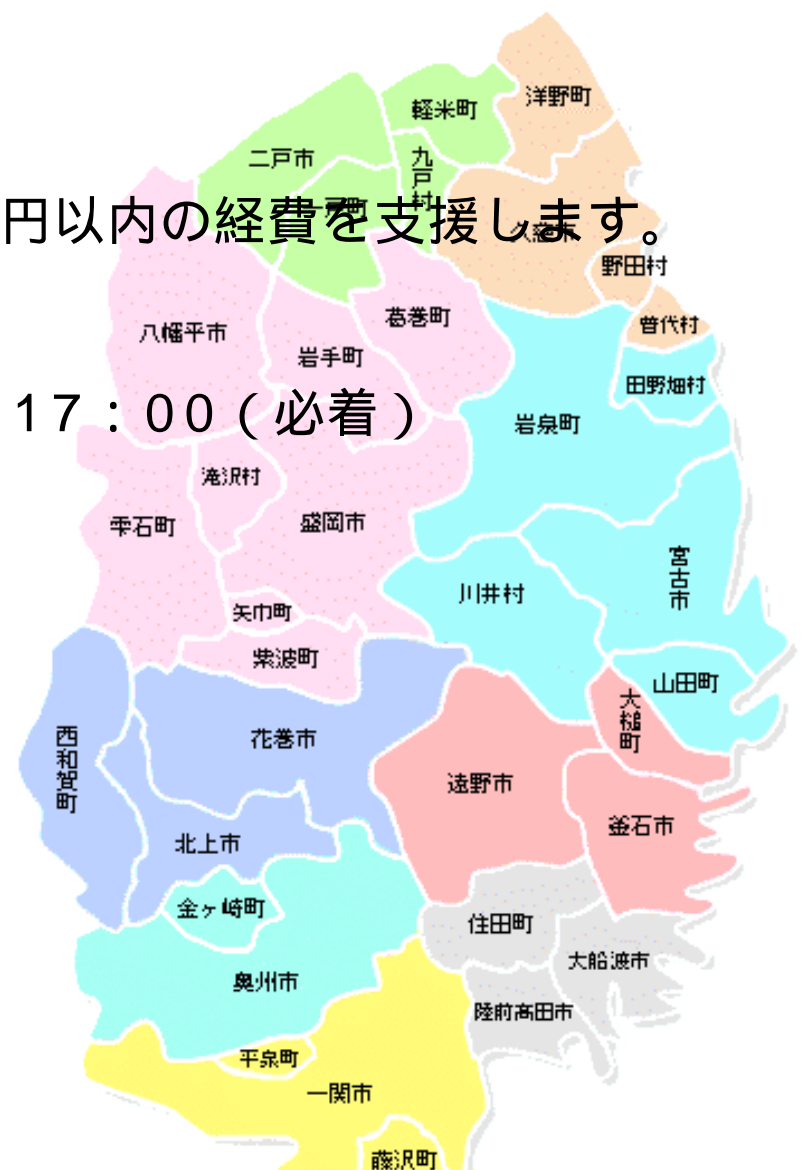 洋野町
軽米町
二戸市
九戸村
一戸町
円以内の経費を支援します。
久慈市
野田村
葛巻町
普代村
八幡平市
岩手町
田野畑村
17：00（必着）
岩泉町
滝沢村
盛岡市
雫石町
宮古市
川井村
矢巾町
紫波町
山田町
大槌町
花巻市
西和賀町
遠野市
釜石市
北上市
金ヶ崎町
住田町
大船渡市
奥州市
陸前高田市
平泉町
一関市
藤沢町